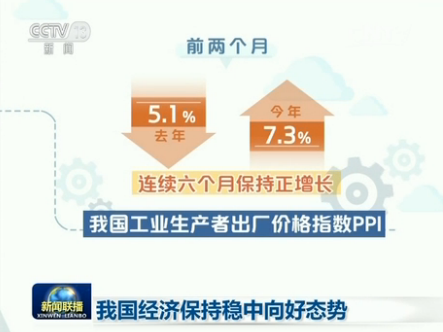 CCTV 13
新闻
前两个月
5.1%
去年
今年
7.3%
连续六个月保持正增长
我国工业生产者出厂价格指数PPI
新闻联播
XINWEN-LIANBO
我国经济保持稳中向好态势